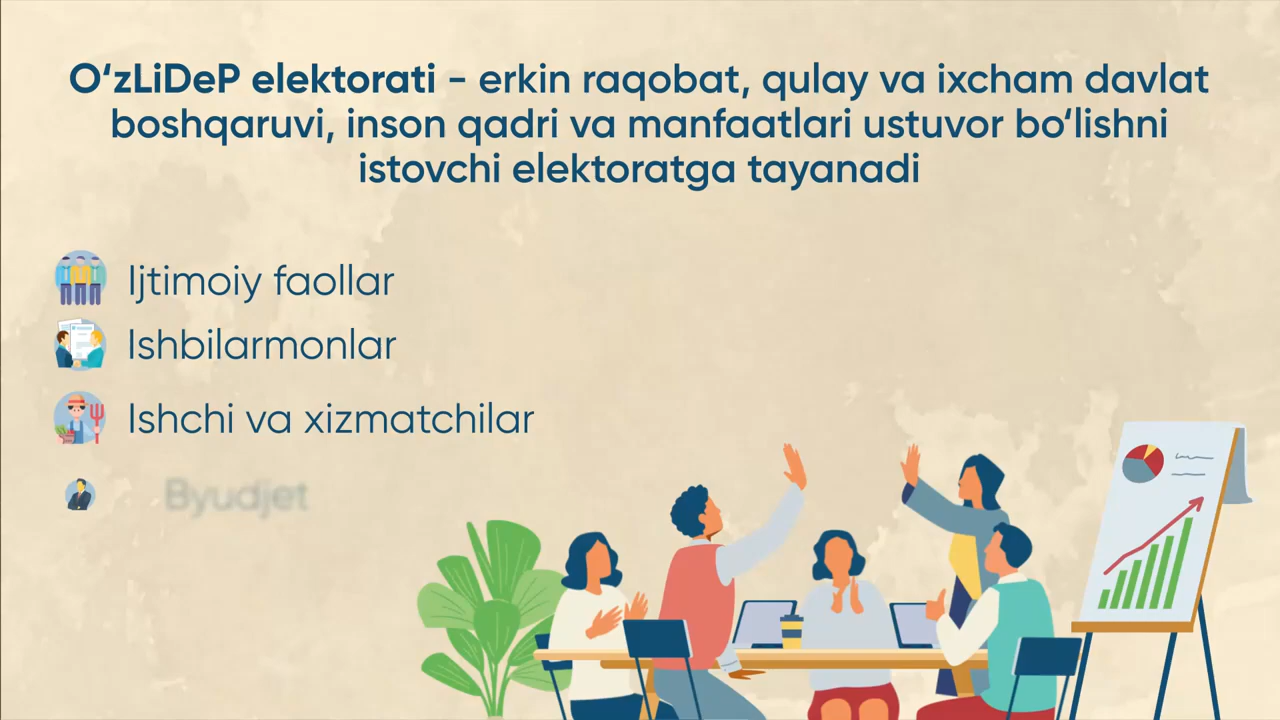 O‘zLiDeP elektorati - erkin raqobat, qulay va ixcham davlat
boshqaruvi, inson qadri va manfaatlari ustuvor bo‘lishni
istovchi elektoratga tayanadi
Ijtimoiy faollar
Ishbilarmonlar
Ishchi va xizmatchilar
Byudjet